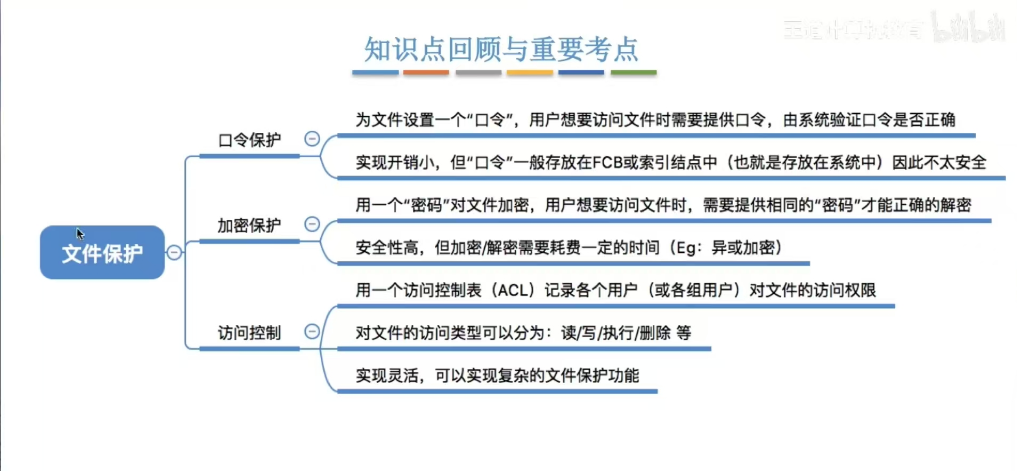 知识点回顾与重要考点
口令保护
为文件设置一个“口令”，用户想要访问文件时需要提供口令，由系统验证口令是否正确
实现开销小，但“口令”一般存放在FCB或索引结点中（也就是存放在系统中）因此不太安全
文件保护
加密保护
用一个“密码”对文件加密，用户想要访问文件时，需要提供相同的“密码”才能正确的解密
安全性高，但加密/解密需要耗费一定的时间（Eg：异或加密）
访问控制
用一个访问控制表（ACL）记录各个用户（或各组用户）对文件的访问权限
对文件的访问类型可以分为：读/写/执行/删除 等
实现灵活，可以实现复杂的文件保护功能
bilibili